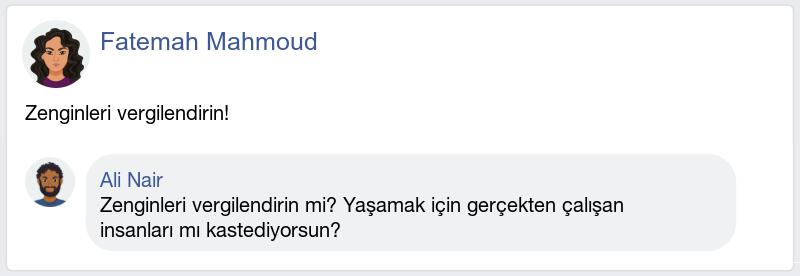 Fatemah Mahmoud
Zenginleri vergilendirin!
Ali Nair
Zenginleri vergilendirin mi? Yaşamak için gerçekten çalışan
insanları mı kastediyorsun?